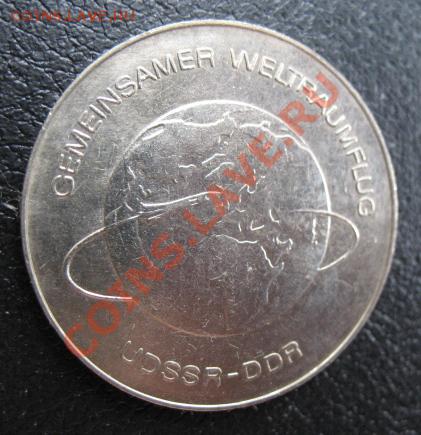 COINS.LAVE.RU
GEMEINSAMER WELTRAUMFLUG
COINS.LAVE.RU
UDSSR-DDR